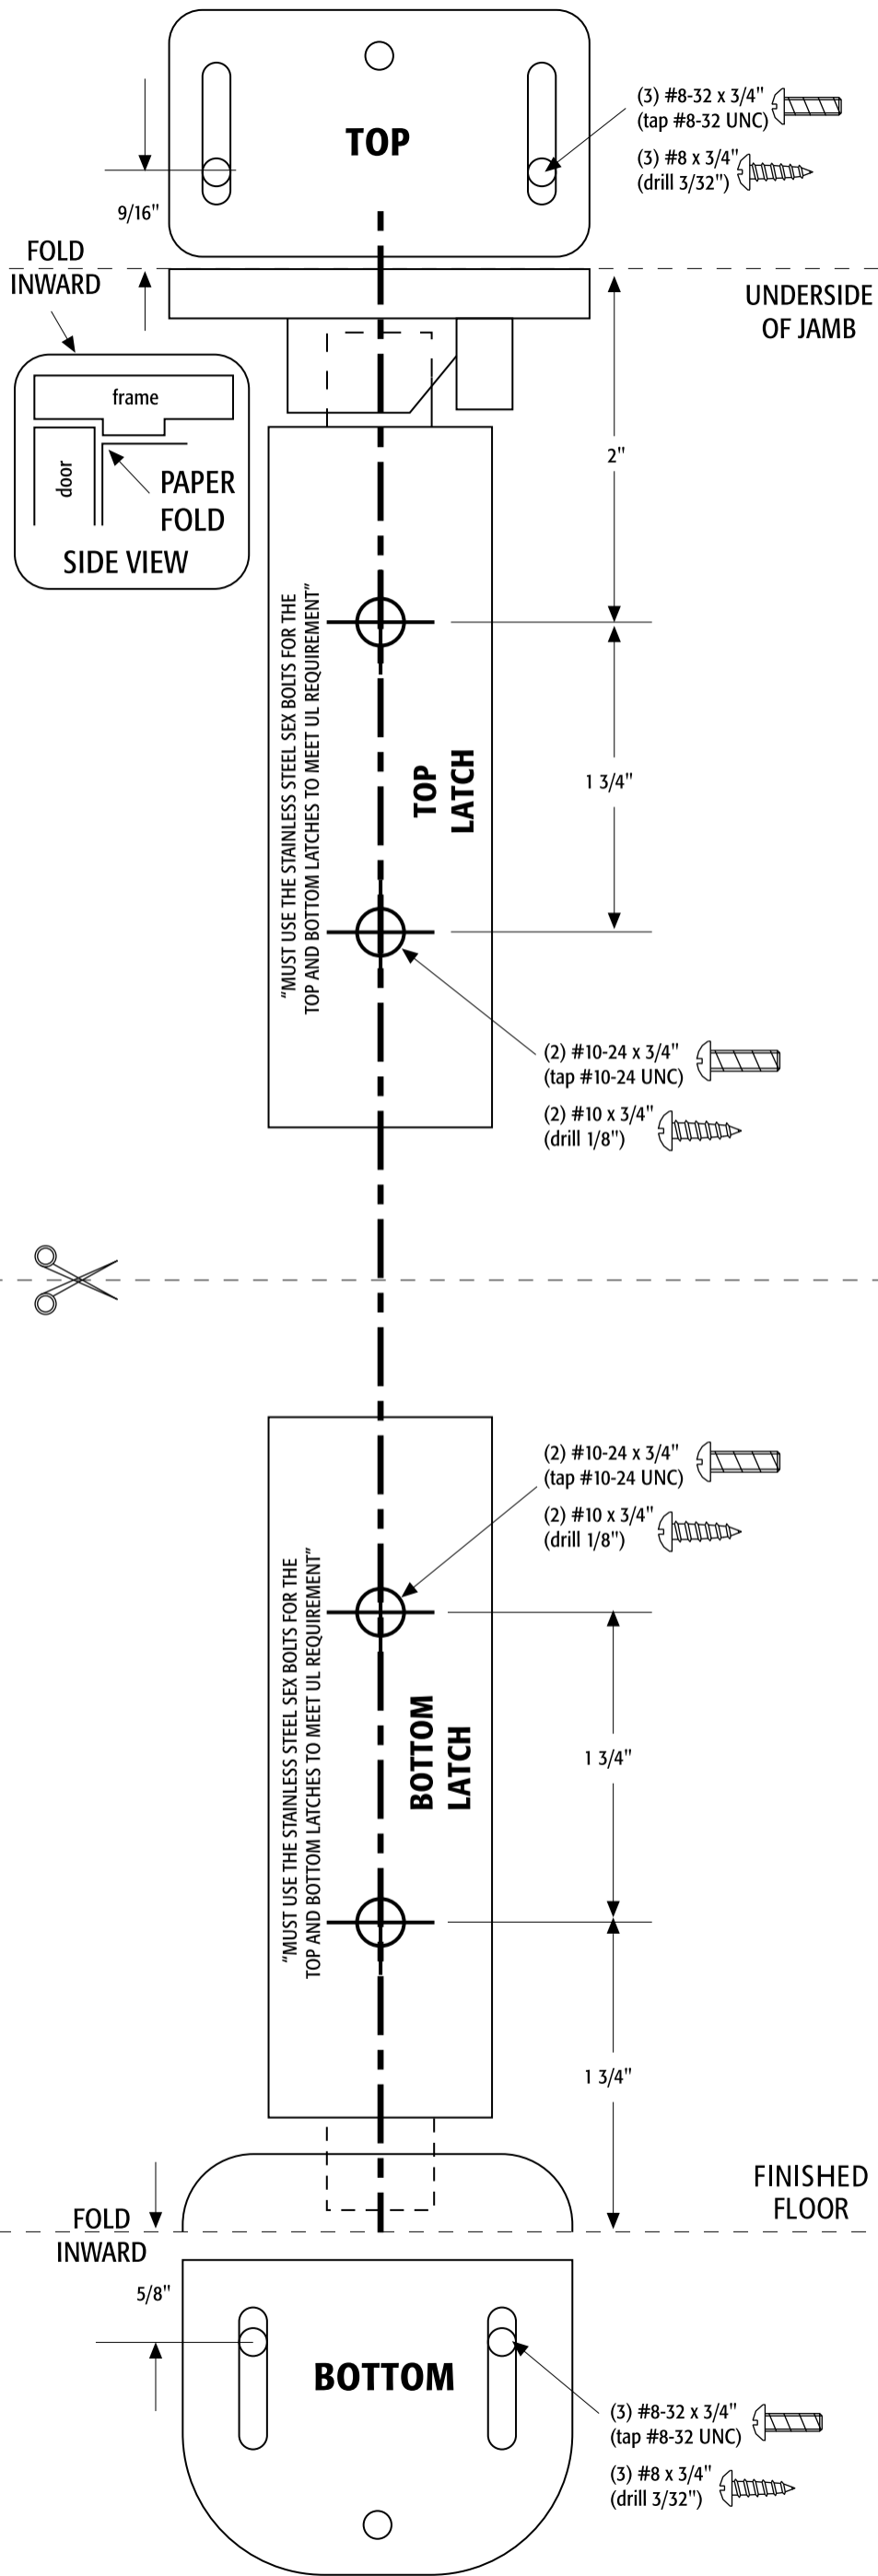 TOP
(3) #8-32 x 3/4"
(tap #8-32 UNC)
(3) #8 x 3/4"
(drill 3/32")
9/16"
FOLD
INWARD
UNDERSIDE
OF JAMB
frame
door
PAPER
FOLD
SIDE VIEW
2"
“MUST USE THE STAINLESS STEEL SEX BOLTS FOR THE
TOP AND BOTTOM LATCHES TO MEET UL REQUIREMENT”
TOP
LATCH
1 3/4"
(2) #10-24 x 3/4"
(tap #10-24 UNC)
(2) #10 x 3/4"
(drill 1/8")
(2) #10-24 x 3/4"
(tap #10-24 UNC)
(2) #10 x 3/4"
(drill 1/8")
“MUST USE THE STAINLESS STEEL SEX BOLTS FOR THE
TOP AND BOTTOM LATCHES TO MEET UL REQUIREMENT”
BOTTOM
LATCH
1 3/4"
1 3/4"
FINISHED
FLOOR
FOLD
INWARD
5/8"
BOTTOM
(3) #8-32 x 3/4"
(tap #8-32 UNC)
(3) #8 x 3/4"
(drill 3/32")